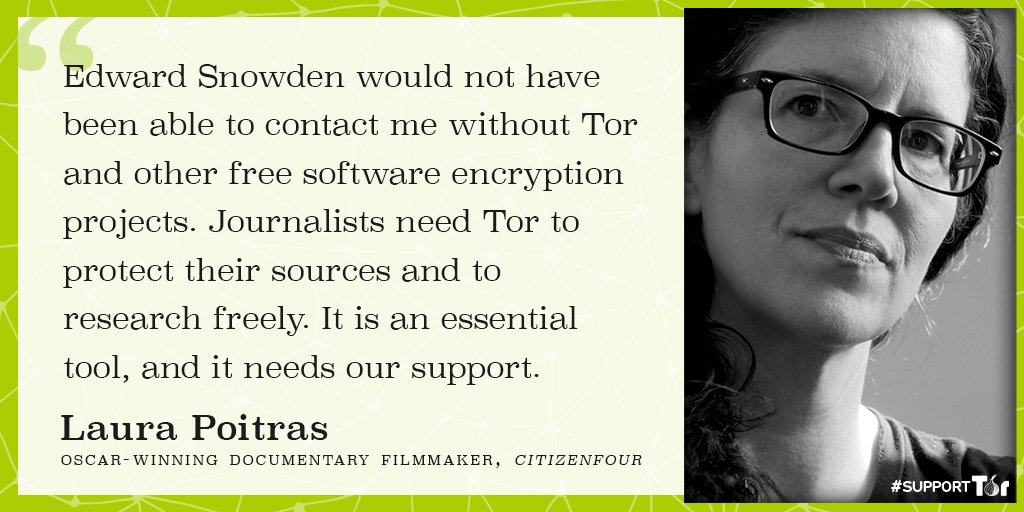 Edward Snowden would not have
been able to contact me without Tor
and other free software encryption
projects. Journalists need Tor to
protect their sources and to
research freely. It is an essential
tool, and it needs our support.
Laura Poitras
OSCAR-WINNING DOCUMENTARY FILMMAKER, CITIZENFOUR
#SUPPORT Tor